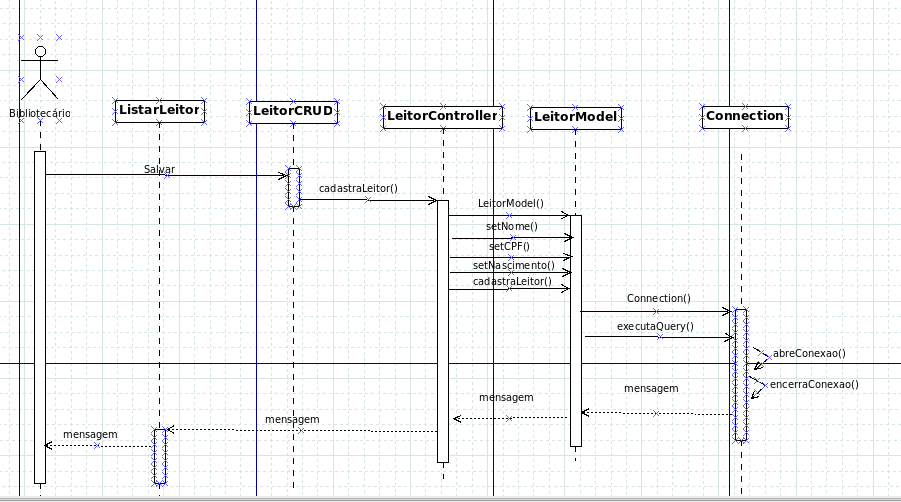 Bibliotecário
ListarLeitor
LeitorCRUD
LeitorController
LeitorModel
Connection
Salvar
cadastraLeitor()
LeitorModel()
setNome()
setCPF()
setNascimento()
cadastraLeitor()
Connection()
executaQuery()
abreConexao()
encerraConexao()
mensagem
mensagem
mensagem
mensagem